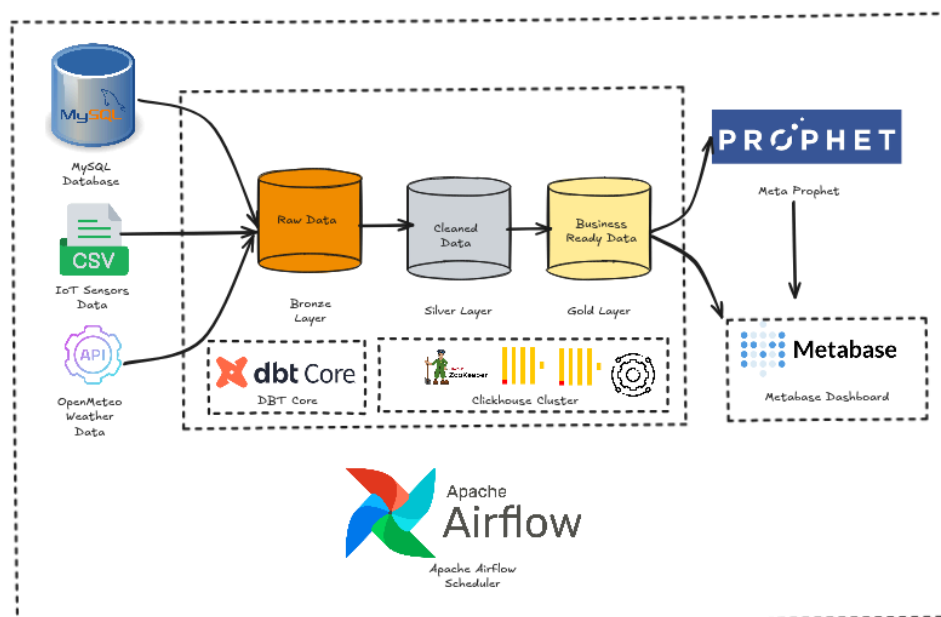 MySQL
MySQL
Database
CSV
IoT Sensors
Data
API
OpenMeteo
Weather
Data
Raw Data
Bronze
Layer
Cleaned
Data
Silver Layer
Business
Ready Data
Gold Layer
dbt Core
DBT Core
ZooKeeper
Clickhouse Cluster
PROPHET
Meta Prophet
Metabase
Metabase Dashboard
Apache
Airflow
Apache Airflow
Scheduler